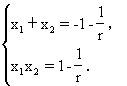 x₁+x₂=-1-1/r,
x₁x₂=1-1/r.